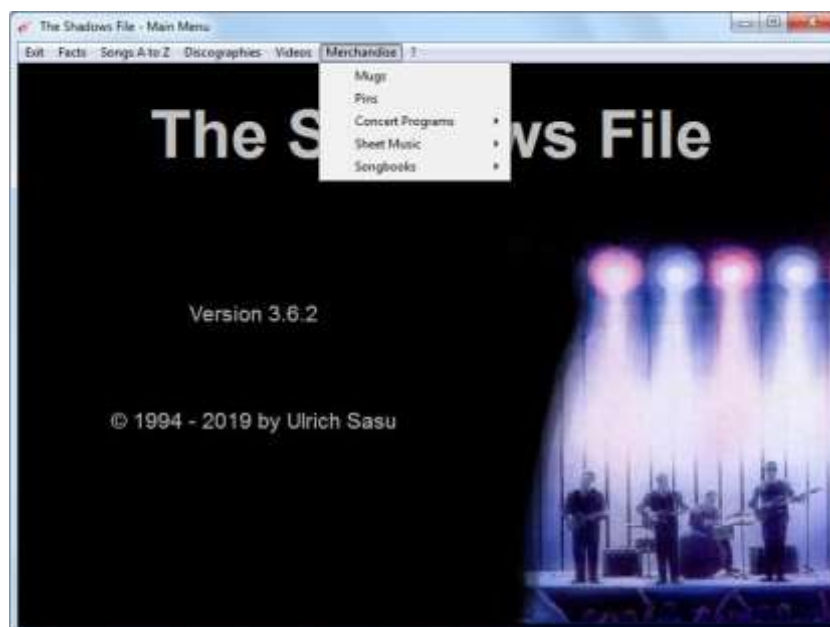 The Shadows File - Main Menu
Exit Facts Songs A to Z Discographies Videos Merchandise ?
Mugs
Pins
Concert Programs
Sheet Music
Songbooks
The S ws File
Version 3.6.2
© 1994 - 2019 by Ulrich Sasu